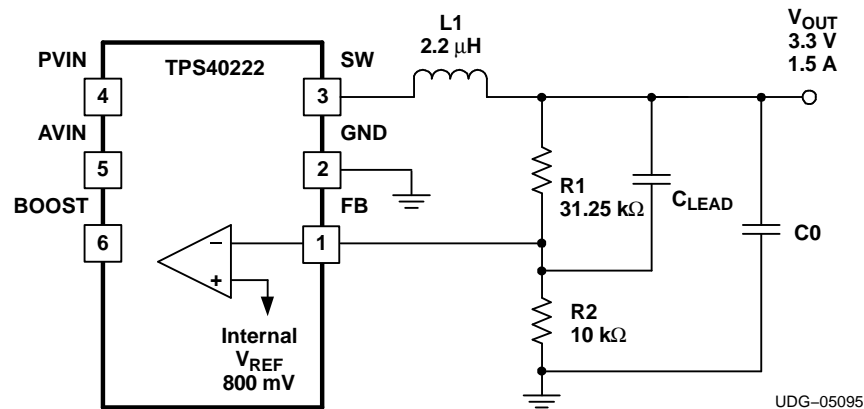 L1
2.2 μH
VOUT
3.3 V
1.5 A
PVIN
TPS40222
SW
4
3
AVIN
GND
5
2
R1
31.25 kΩ
CLEAD
BOOST
FB
6
1
C0
−
+
R2
10 kΩ
Internal
VREF
800 mV
UDG−05095